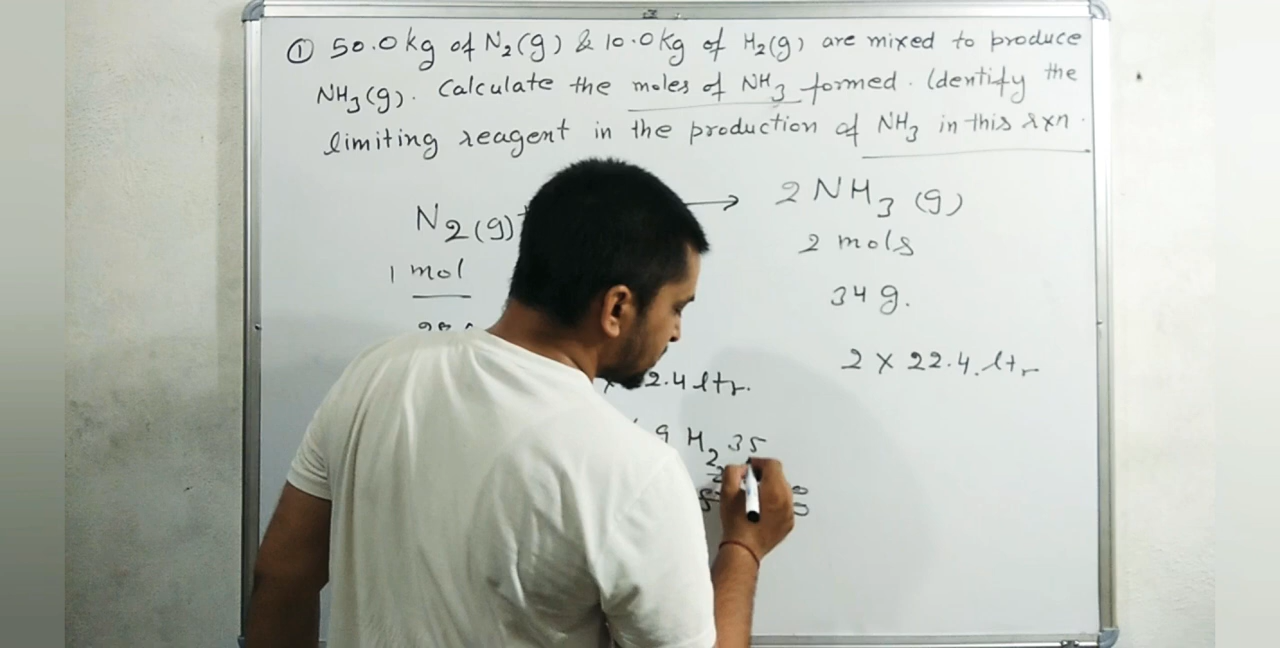 ① 50.0 kg of N2(g) & 10.0 kg of H2(g) are mixed to produce
NH3(g). Calculate the moles of NH3 formed. Identify the
limiting reagent in the production of NH3 in this rxn.
N2(g) → 2 NH3 (g)
1 mol 2 mols
34 g.
2.4 ltr. 2 × 22.4 ltr
g H2 35